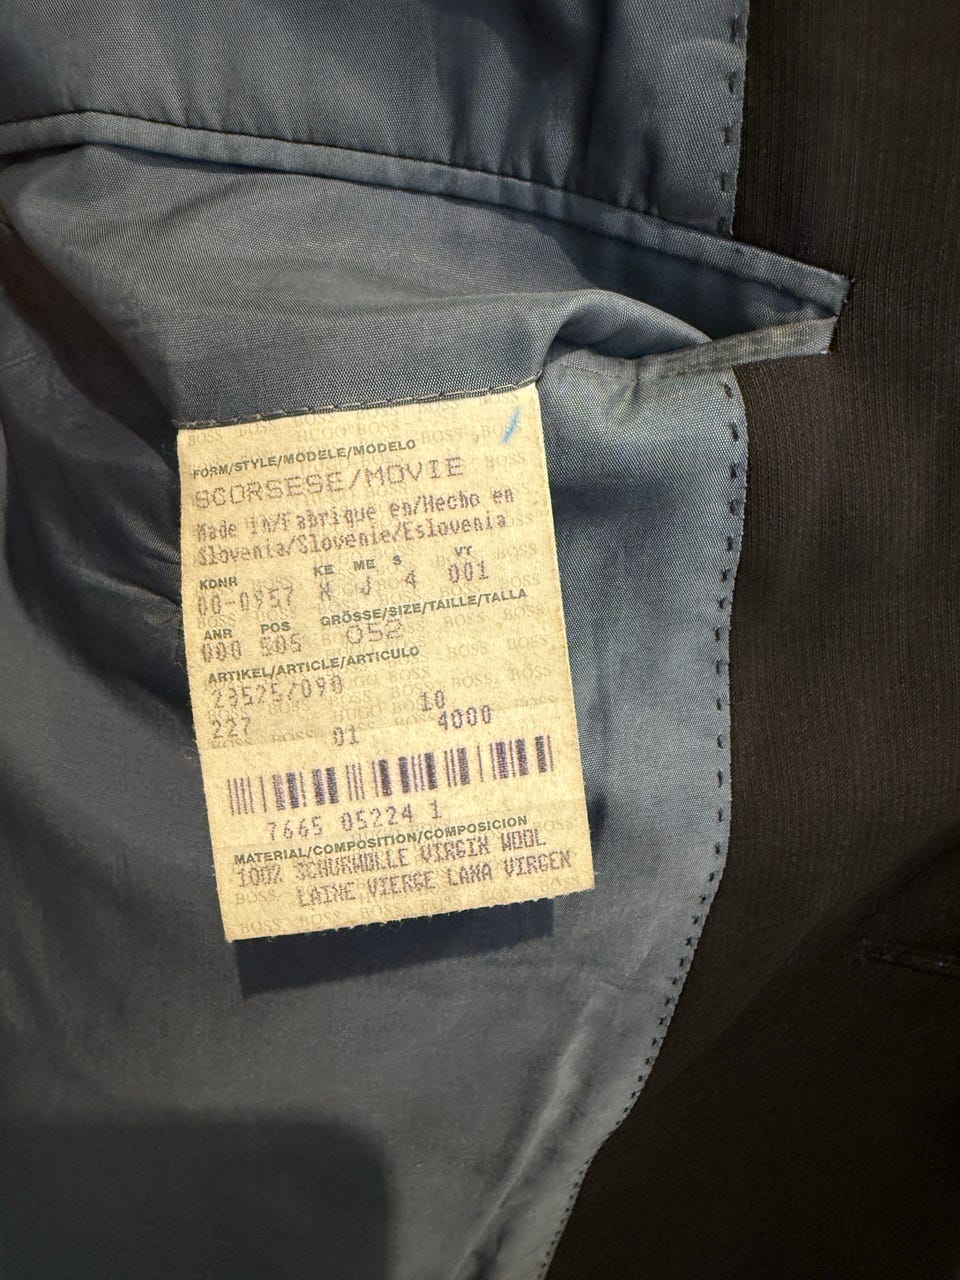 FORM/STYLE/MODELE/MODELO
SCORSESE/MOVIE
Made in/Fabrique en/Hecho en
Slovenia/Slovenie/Eslovenia
KDNR KE ME S VT
00-0957 X J 4 001
ANR POS GRÖSSE/SIZE/TAILLE/TALLA
000 505 052
ARTIKEL/ARTICLE/ARTICULO
23525/090
227 10
01 4000
7665 05224 1
MATERIAL/COMPOSITION/COMPOSICION
100% SCHURWOLLE VIRGIN WOOL
LAINE VIERGE LANA VIRGEN
HUGO BOSS